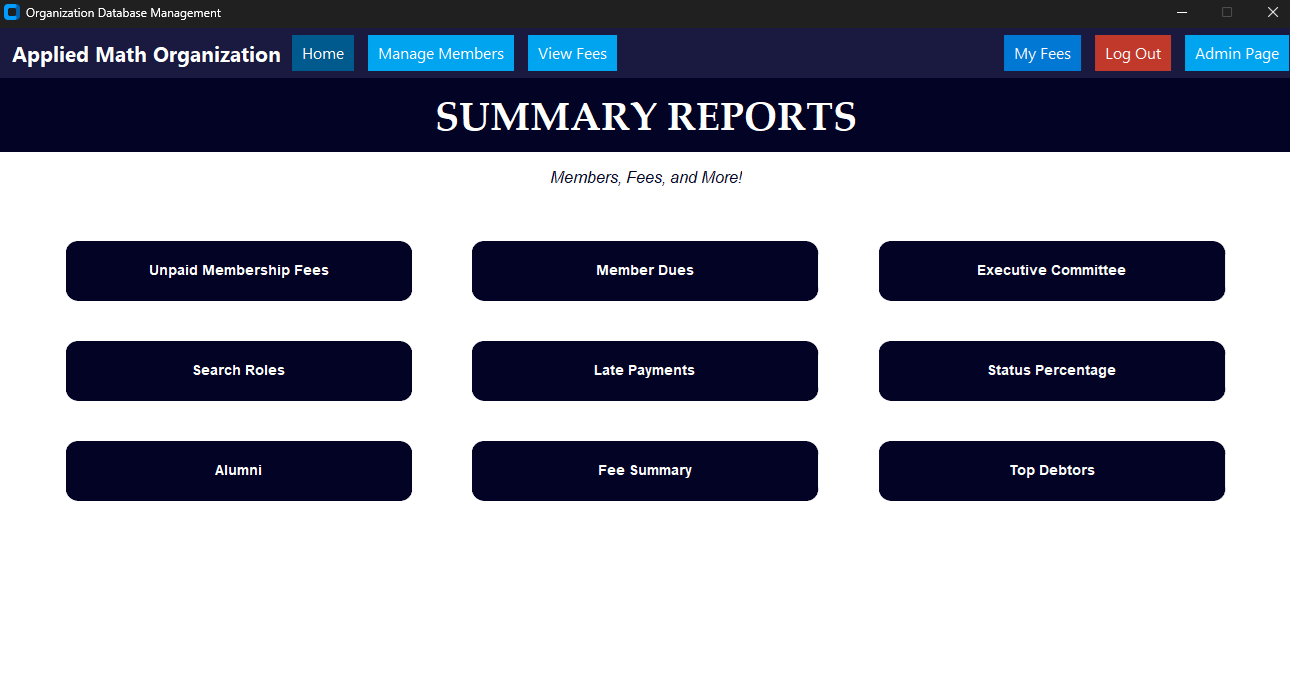 Organization Database Management
Applied Math Organization Home Manage Members View Fees My Fees Log Out Admin Page
SUMMARY REPORTS
Members, Fees, and More!
Unpaid Membership Fees Member Dues Executive Committee
Search Roles Late Payments Status Percentage
Alumni Fee Summary Top Debtors